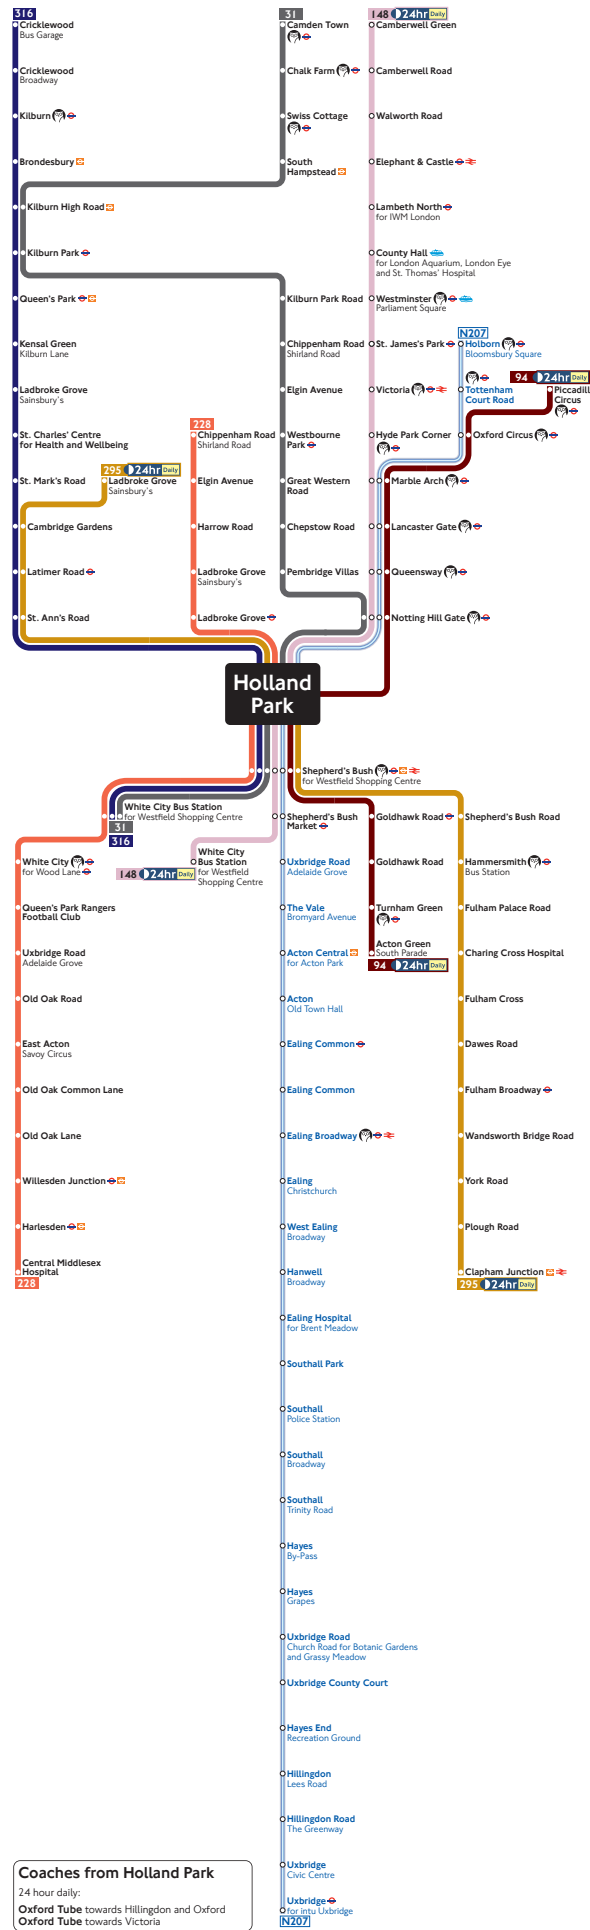 316
Cricklewood
Bus Garage
Cricklewood
Broadway
Kilburn
Brondesbury
Kilburn High Road
Kilburn Park
Queen's Park
Kensal Green
Kilburn Lane
Ladbroke Grove
Sainsbury's
St. Charles' Centre
for Health and Wellbeing
St. Mark's Road
Cambridge Gardens
Latimer Road
St. Ann's Road
295 24hr Daily
Ladbroke Grove
Sainsbury's
228
Chippenham Road
Shirland Road
Elgin Avenue
Harrow Road
Ladbroke Grove
Sainsbury's
Ladbroke Grove
31
Camden Town
Chalk Farm
Swiss Cottage
South
Hampstead
Kilburn Park Road
Chippenham Road
Shirland Road
Elgin Avenue
Westbourne
Park
Great Western
Road
Chepstow Road
Pembridge Villas
148 24hr Daily
Camberwell Green
Camberwell Road
Walworth Road
Elephant & Castle
Lambeth North
for IWM London
County Hall
for London Aquarium, London Eye
and St. Thomas' Hospital
Westminster
Parliament Square
St. James's Park
Victoria
Hyde Park Corner
N207
Holborn
Bloomsbury Square
Tottenham
Court Road
94 24hr Daily
Piccadill
Circus
Oxford Circus
Marble Arch
Lancaster Gate
Queensway
Notting Hill Gate
Holland
Park
Shepherd's Bush
for Westfield Shopping Centre
White City Bus Station
for Westfield Shopping Centre
31
316
White City
Bus Station
for Westfield
Shopping Centre
148 24hr Daily
White City
for Wood Lane
Queen's Park Rangers
Football Club
Uxbridge Road
Adelaide Grove
Old Oak Road
East Acton
Savoy Circus
Old Oak Common Lane
Old Oak Lane
Willesden Junction
Harlesden
Central Middlesex
Hospital
228
Shepherd's Bush
Market
Uxbridge Road
Adelaide Grove
The Vale
Bromyard Avenue
Acton Central
for Acton Park
Acton
Old Town Hall
Ealing Common
Ealing Common
Ealing Broadway
Ealing
Christchurch
West Ealing
Broadway
Hanwell
Broadway
Ealing Hospital
for Brent Meadow
Southall Park
Southall
Police Station
Southall
Broadway
Southall
Trinity Road
Hayes
By-Pass
Hayes
Grapes
Uxbridge Road
Church Road for Botanic Gardens
and Grassy Meadow
Uxbridge County Court
Hayes End
Recreation Ground
Hillingdon
Lees Road
Hillingdon Road
The Greenway
Uxbridge
Civic Centre
Uxbridge
for intu Uxbridge
N207
Goldhawk Road
Goldhawk Road
Turnham Green
Acton Green
South Parade
94 24hr Daily
Shepherd's Bush Road
Hammersmith
Bus Station
Fulham Palace Road
Charing Cross Hospital
Fulham Cross
Dawes Road
Fulham Broadway
Wandsworth Bridge Road
York Road
Plough Road
Clapham Junction
295 24hr Daily
Coaches from Holland Park
24 hour daily:
Oxford Tube towards Hillingdon and Oxford
Oxford Tube towards Victoria